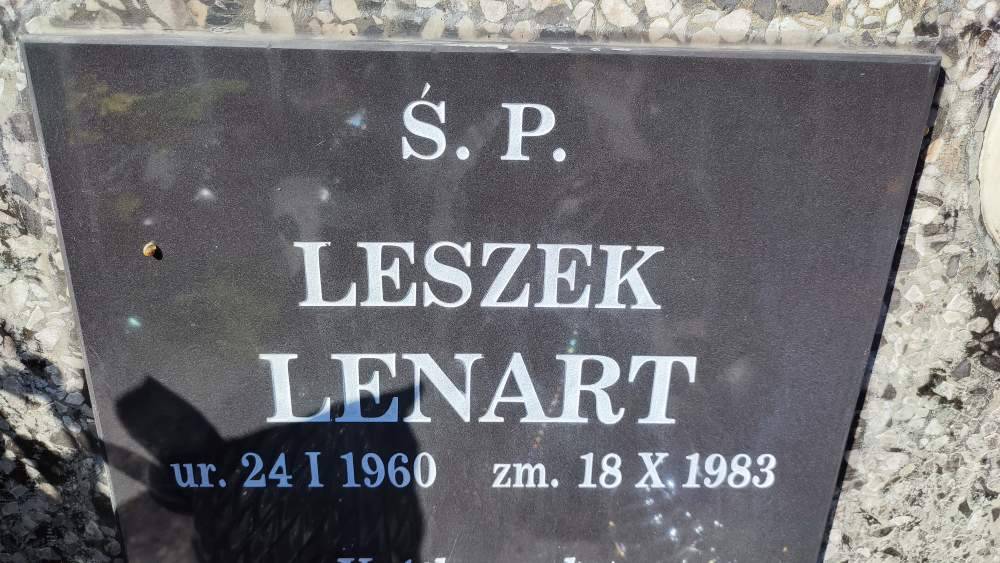 Ś. P.
LESZEK
LENART
ur. 24 I 1960 zm. 18 X 1983